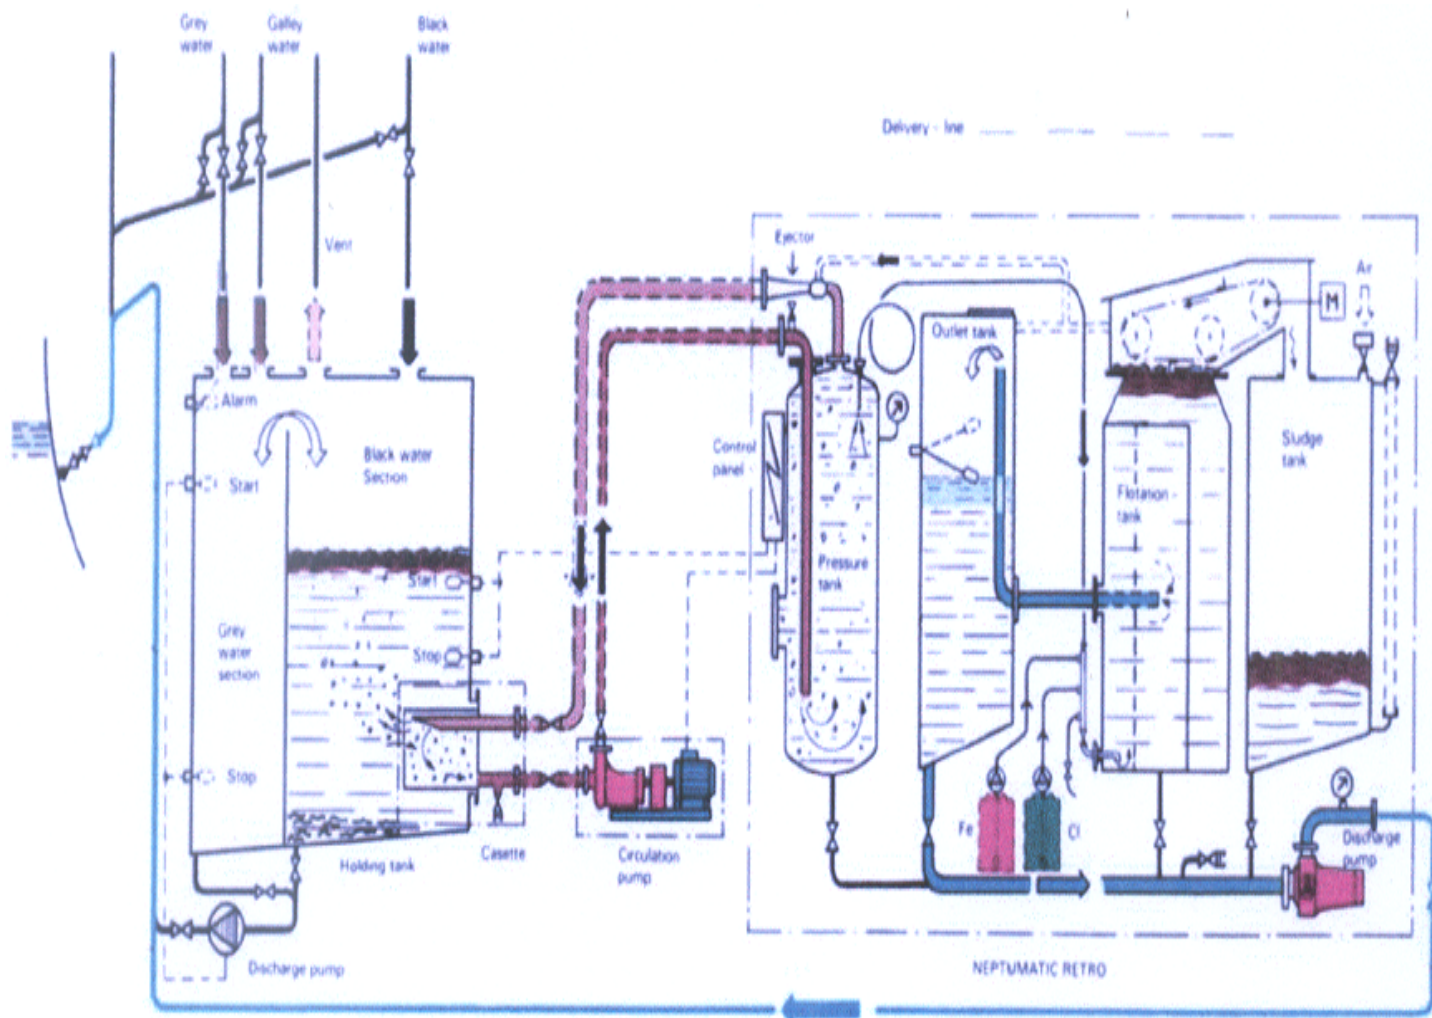 Grey
water
Galley
water
Black
water
Delivery - line
Vent
Ejector
Air
M
Outlet tank
Alarm
Black water
Section
Start
Control
panel
Sludge
tank
Flotation -
tank
Pressure
tank
Start
Stop
Grey
water
section
Stop
Fe
Cl
Discharge
pump
Holding tank
Casette
Circulation
pump
Discharge pump
NEPTUMATIC RETRO